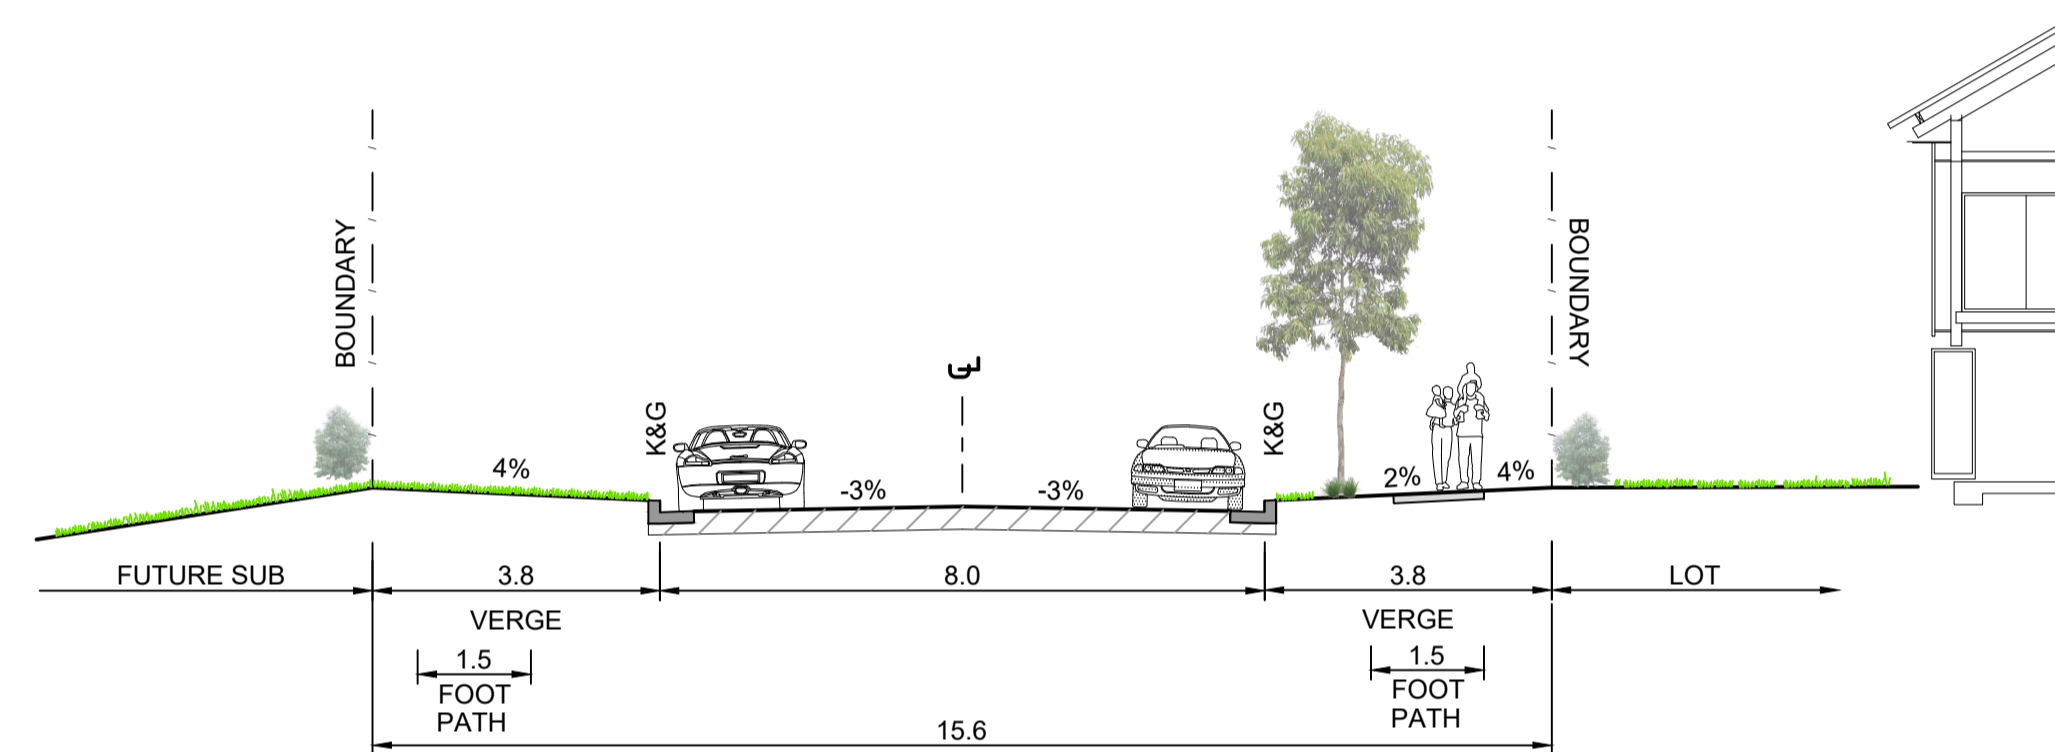 BOUNDARY
BOUNDARY
K&G
K&G
4%
-3%
-3%
2%
4%
FUTURE SUB
3.8
8.0
3.8
LOT
VERGE
VERGE
1.5
1.5
FOOT
PATH
FOOT
PATH
15.6